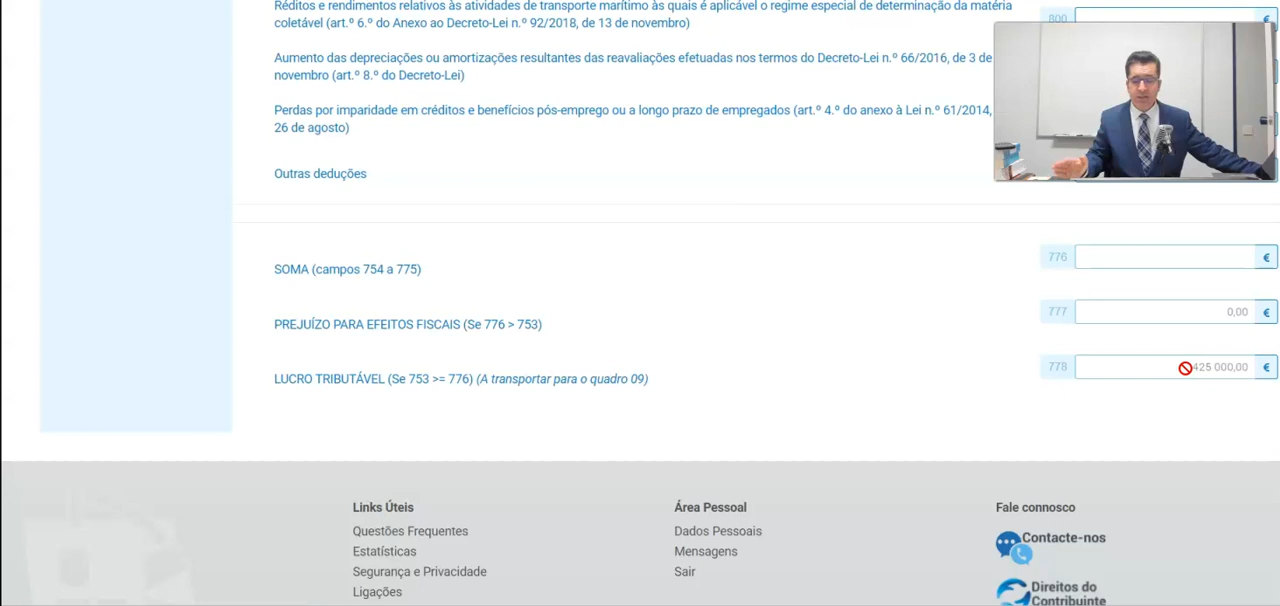 Réditos e rendimentos relativos às atividades de transporte marítimo às quais é aplicável o regime especial de determinação da matéria
coletável (art.º 6.º do Anexo ao Decreto-Lei n.º 92/2018, de 13 de novembro)
800
€
Aumento das depreciações ou amortizações resultantes das reavaliações efetuadas nos termos do Decreto-Lei n.º 66/2016, de 3 de
novembro (art.º 8.º do Decreto-Lei)
Perdas por imparidade em créditos e benefícios pós-emprego ou a longo prazo de empregados (art.º 4.º do anexo à Lei n.º 61/2014,
26 de agosto)
Outras deduções
SOMA (campos 754 a 775)
776
€
PREJUÍZO PARA EFEITOS FISCAIS (Se 776 > 753)
777
0,00
€
LUCRO TRIBUTÁVEL (Se 753 >= 776) (A transportar para o quadro 09)
778
425 000,00
€
Links Úteis
Questões Frequentes
Estatísticas
Segurança e Privacidade
Ligações
Área Pessoal
Dados Pessoais
Mensagens
Sair
Fale connosco
Contacte-nos
Direitos do
Contribuinte